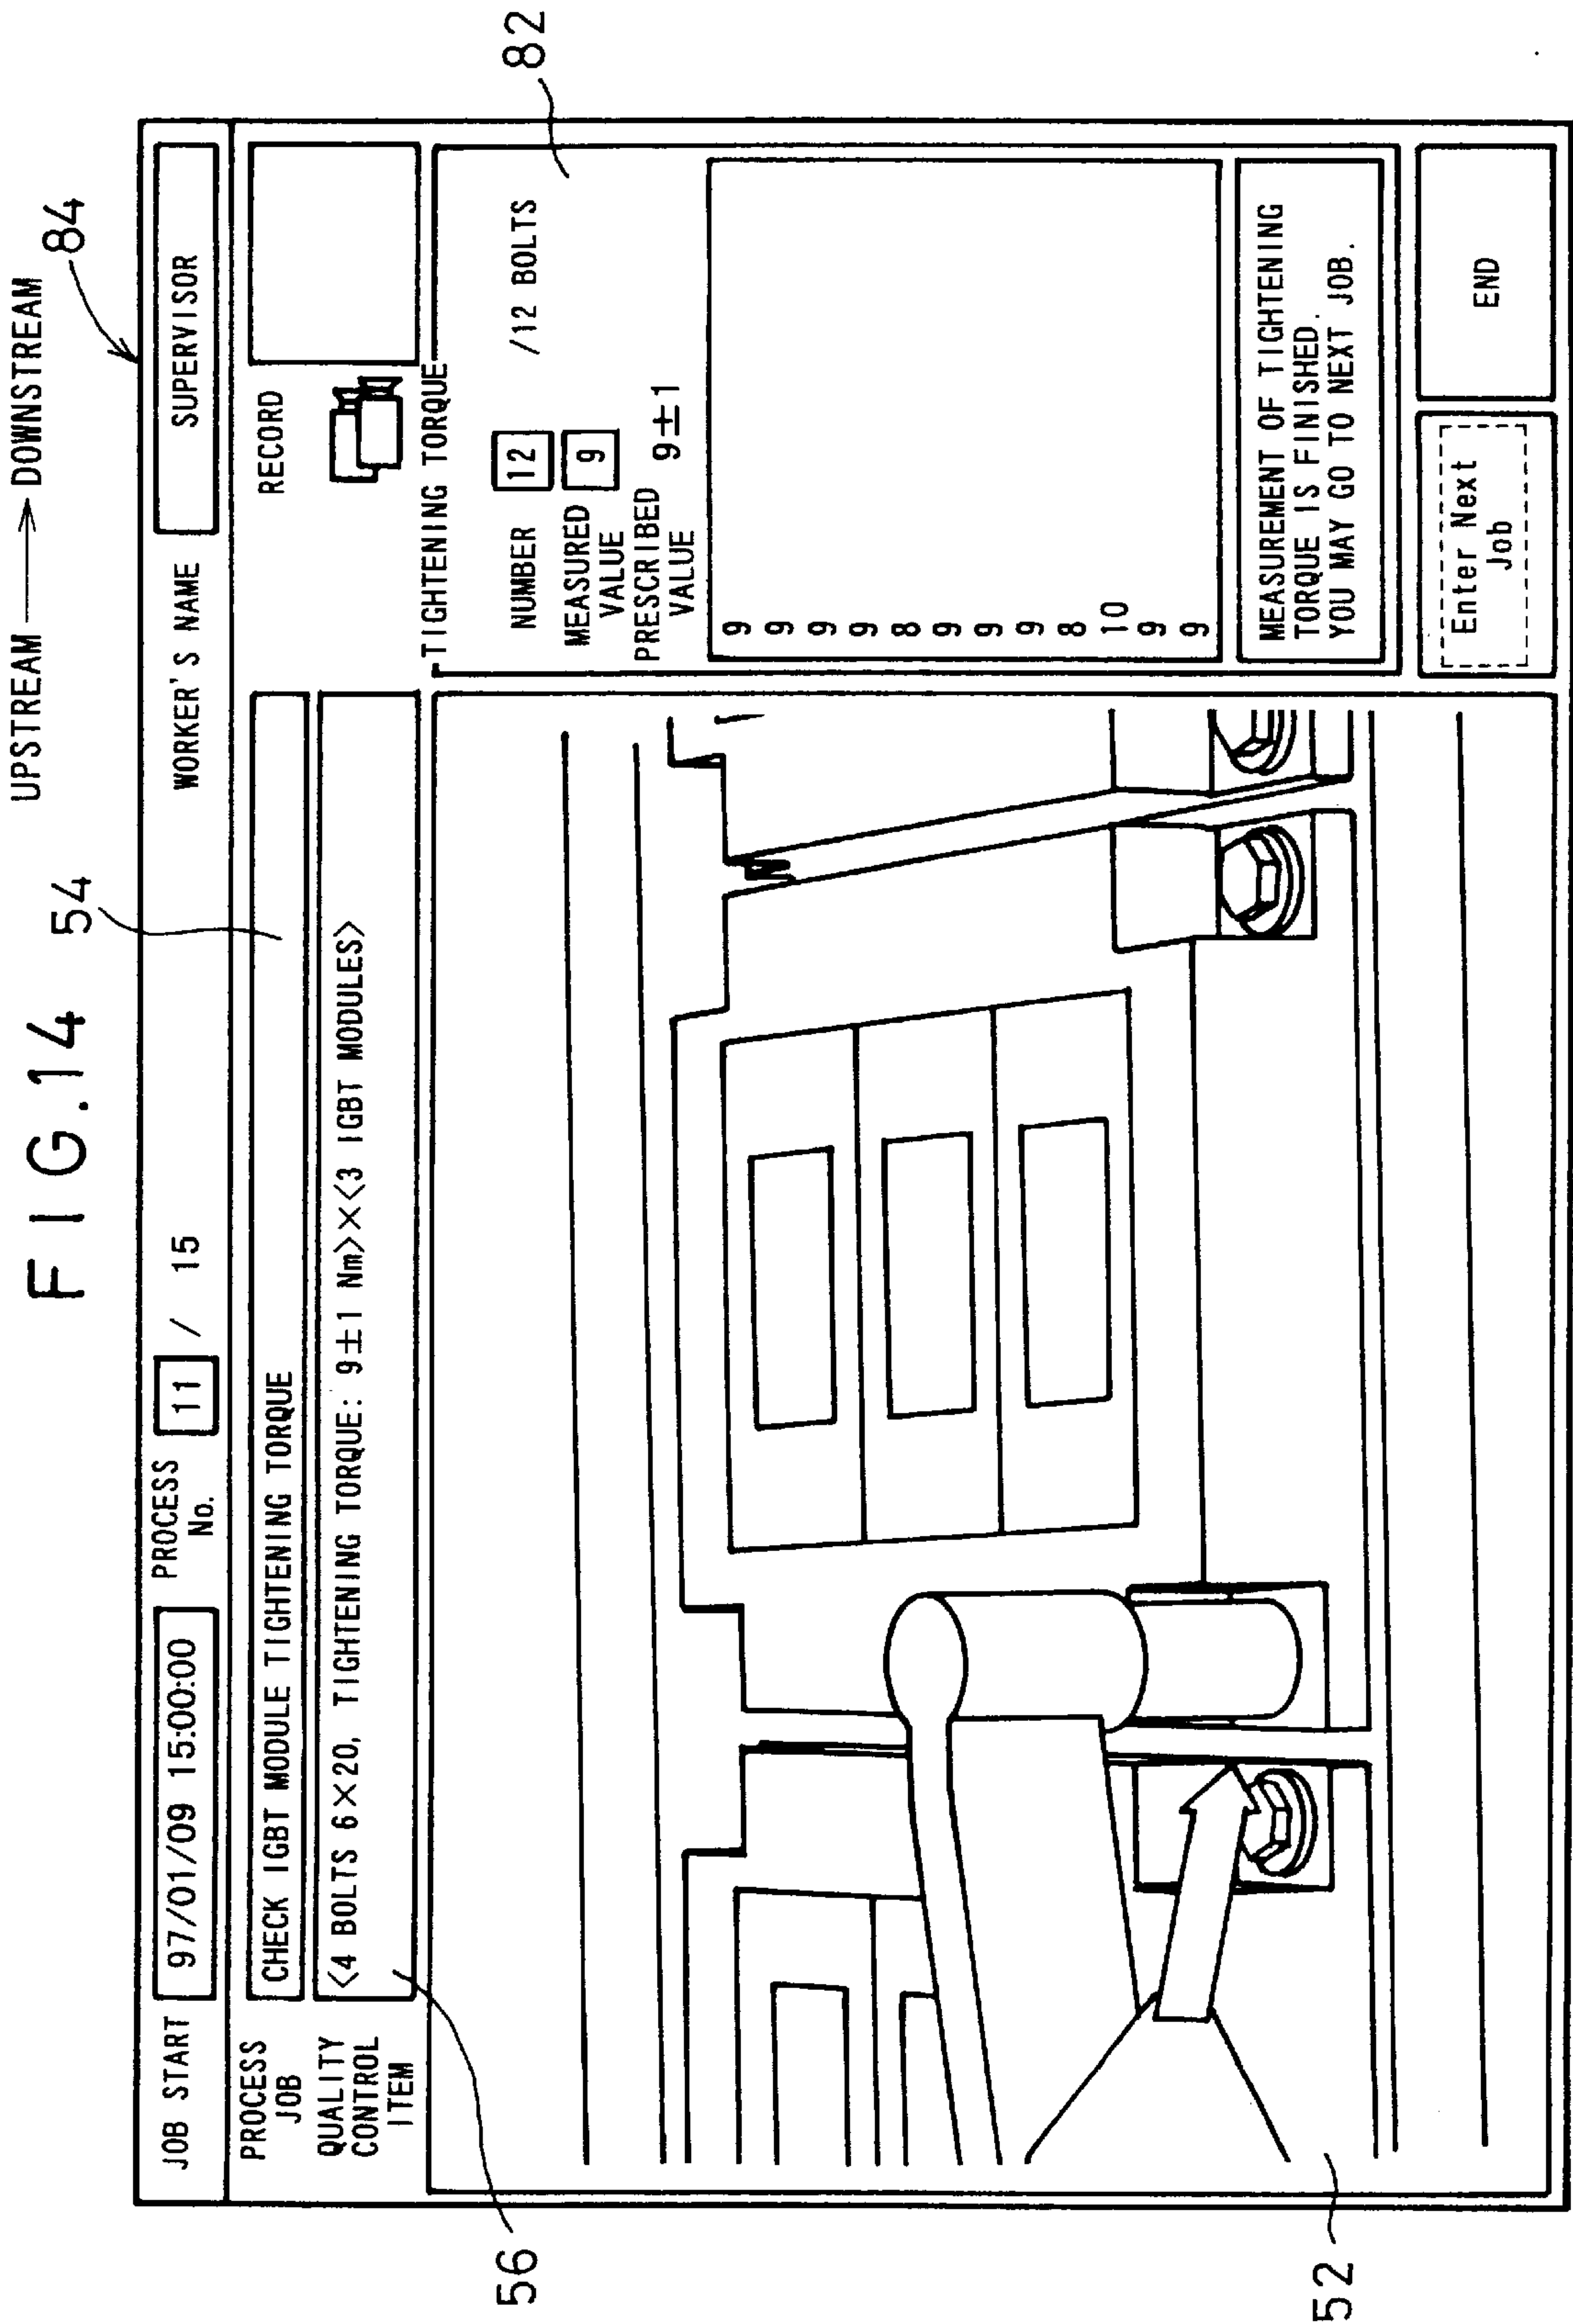 FIG.14
UPSTREAM → DOWNSTREAM
54
84
JOB START 97/01/09 15:00:00 PROCESS No. 11 / 15 WORKER'S NAME SUPERVISOR
PROCESS
JOB
CHECK IGBT MODULE TIGHTENING TORQUE
RECORD
QUALITY
CONTROL
ITEM
<4 BOLTS 6×20, TIGHTENING TORQUE: 9±1 Nm>×<3 IGBT MODULES>
TIGHTENING TORQUE
NUMBER 12 /12 BOLTS
MEASURED
VALUE
9
PRESCRIBED
VALUE
9±1
9
9
9
9
8
9
9
9
8
10
9
9
MEASUREMENT OF TIGHTENING
TORQUE IS FINISHED.
YOU MAY GO TO NEXT JOB.
Enter Next
Job
END
56
82
52